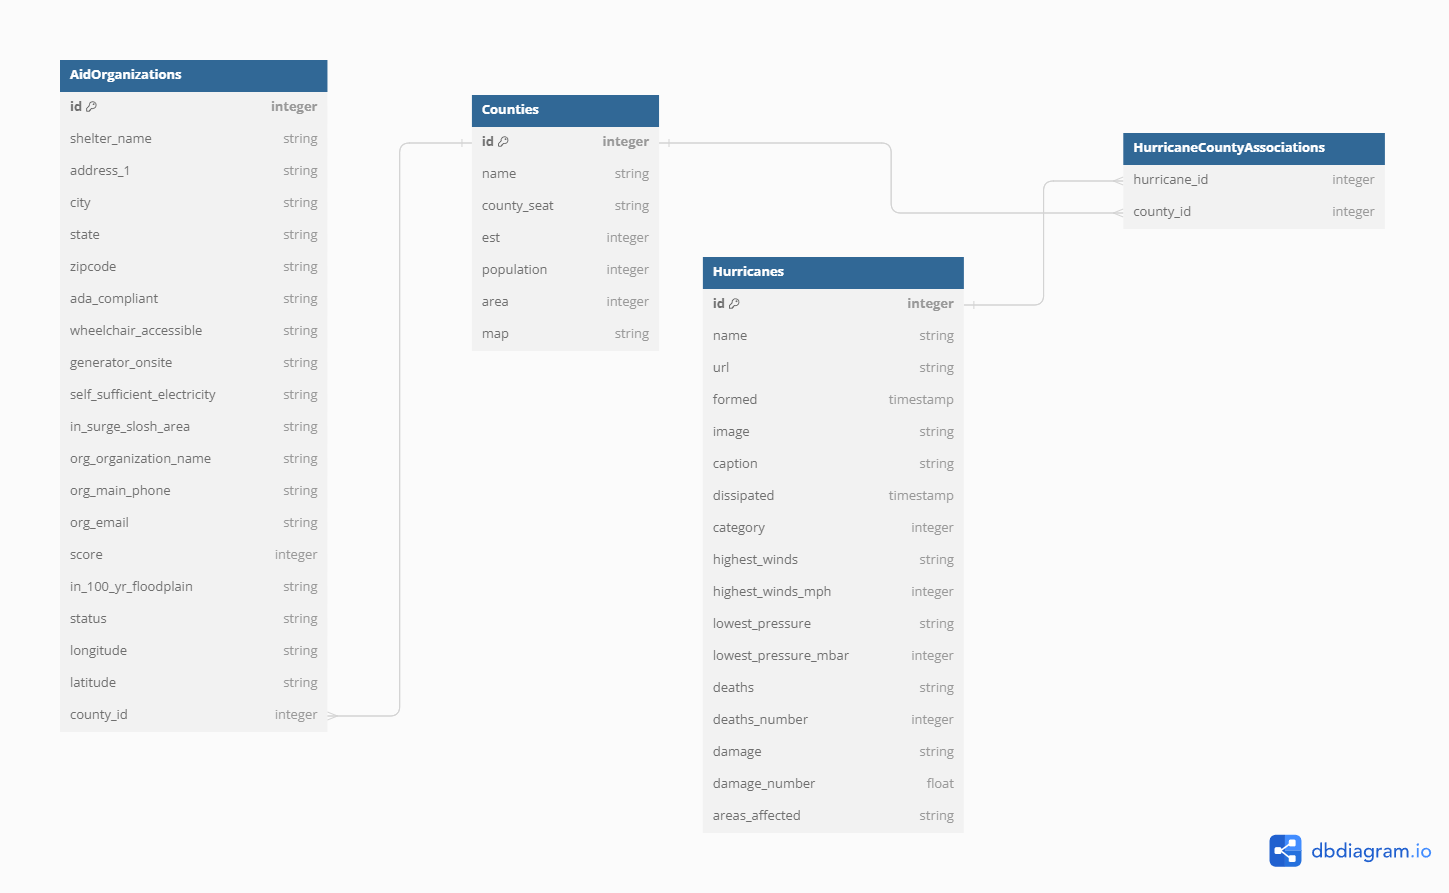 AidOrganizations
id integer
shelter_name string
address_1 string
city string
state string
zipcode string
ada_compliant string
wheelchair_accessible string
generator_onsite string
self_sufficient_electricity string
in_surge_slosh_area string
org_organization_name string
org_main_phone string
org_email string
score integer
in_100_yr_floodplain string
status string
longitude string
latitude string
county_id integer
Counties
id integer
name string
county_seat string
est integer
population integer
area integer
map string
Hurricanes
id integer
name string
url string
formed timestamp
image string
caption string
dissipated timestamp
category integer
highest_winds string
highest_winds_mph integer
lowest_pressure string
lowest_pressure_mbar integer
deaths string
deaths_number integer
damage string
damage_number float
areas_affected string
HurricaneCountyAssociations
hurricane_id integer
county_id integer
dbdiagram.io